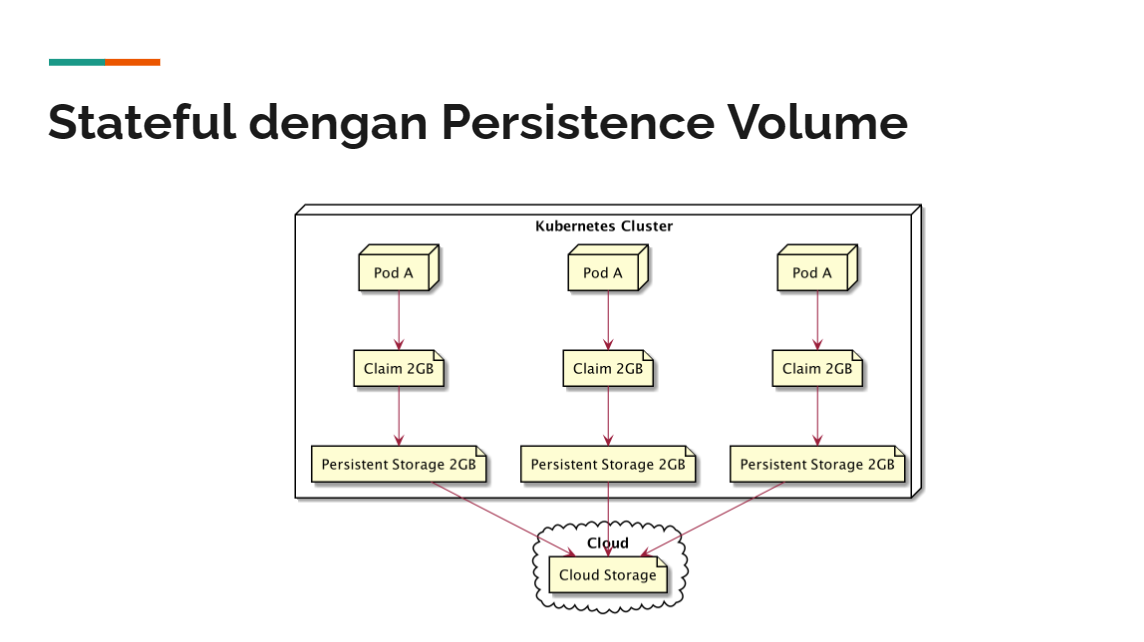 Stateful dengan Persistence Volume
Kubernetes Cluster
Pod A
Pod A
Pod A
Claim 2GB
Claim 2GB
Claim 2GB
Persistent Storage 2GB
Persistent Storage 2GB
Persistent Storage 2GB
Cloud
Cloud Storage